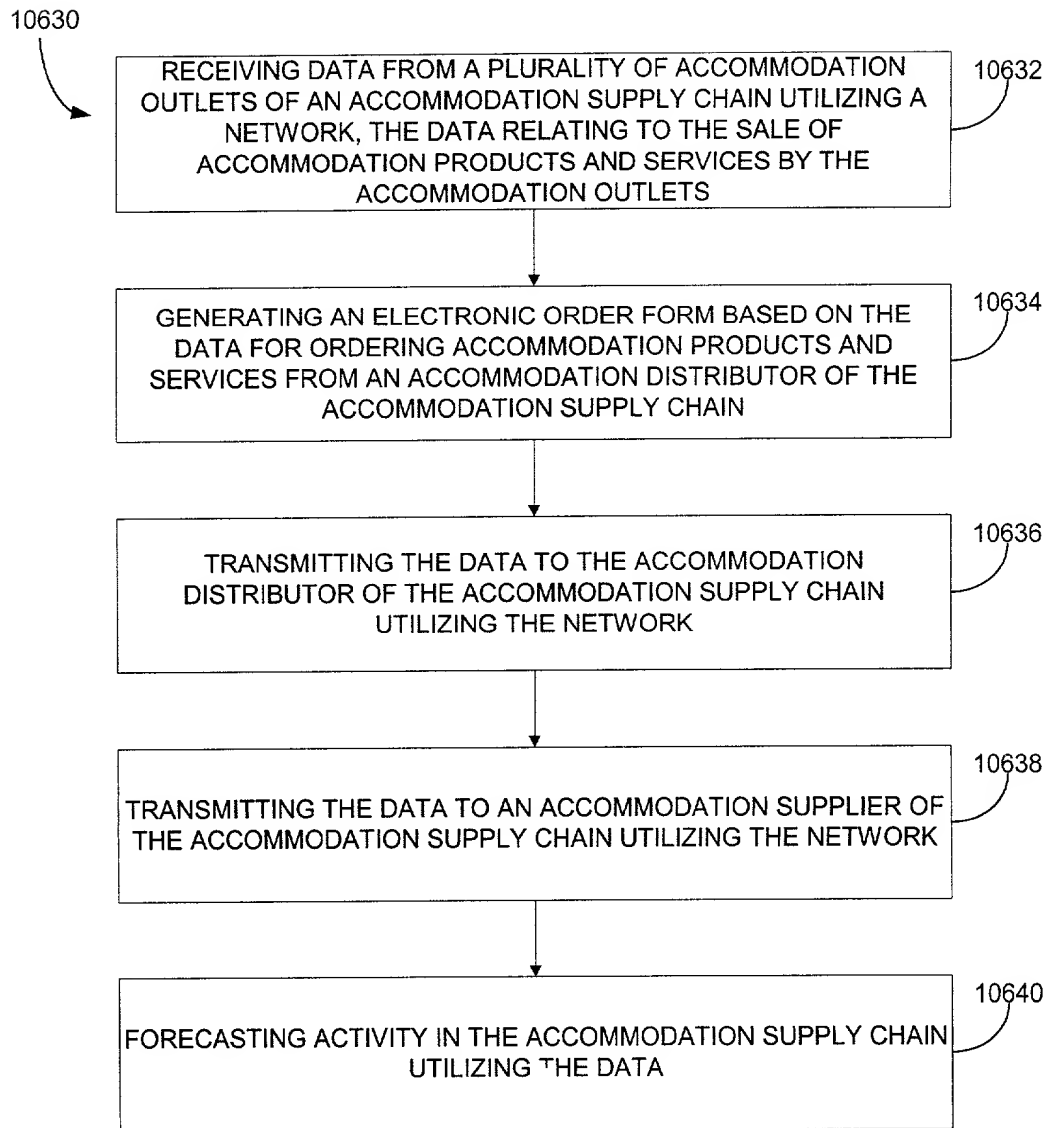 10630
RECEIVING DATA FROM A PLURALITY OF ACCOMMODATION
OUTLETS OF AN ACCOMMODATION SUPPLY CHAIN UTILIZING A
NETWORK, THE DATA RELATING TO THE SALE OF
ACCOMMODATION PRODUCTS AND SERVICES BY THE
ACCOMMODATION OUTLETS
10632
GENERATING AN ELECTRONIC ORDER FORM BASED ON THE
DATA FOR ORDERING ACCOMMODATION PRODUCTS AND
SERVICES FROM AN ACCOMMODATION DISTRIBUTOR OF THE
ACCOMMODATION SUPPLY CHAIN
10634
TRANSMITTING THE DATA TO THE ACCOMMODATION
DISTRIBUTOR OF THE ACCOMMODATION SUPPLY CHAIN
UTILIZING THE NETWORK
10636
TRANSMITTING THE DATA TO AN ACCOMMODATION SUPPLIER OF
THE ACCOMMODATION SUPPLY CHAIN UTILIZING THE NETWORK
10638
FORECASTING ACTIVITY IN THE ACCOMMODATION SUPPLY CHAIN
UTILIZING THE DATA
10640